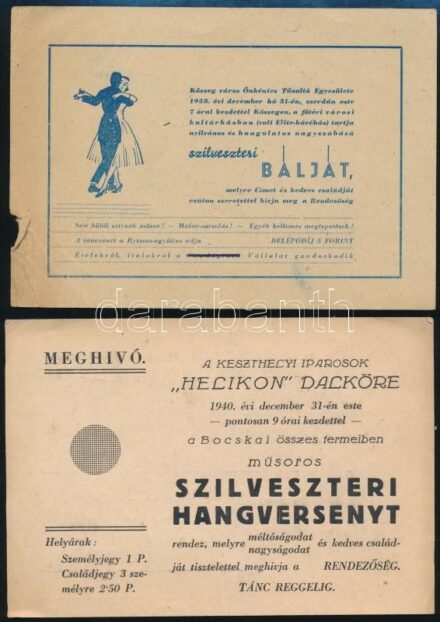 Kőszeg város Önkéntes Tűzoltó Egyesülete
1958. évi december hó 31-én, szerdán este
7 órai kezdettel Kőszegen, a főtéri városi
kultúrházban (volt Elite-kávéház) tartja
nyilvános és hangulatos nagyszabású
szilveszteri BÁLJÁT,
melyre Címet és kedves családját
ezúton szeretettel hívja meg a Rendezőség
Szív küldi szívnek műsor! — Malac-sorsolás! — Egyéb kellemes meglepetések!
A tánczenét a Rytmus-együttes adja BELÉPŐDÍJ 5 FORINT
Ételekről, italokról a Vállalat gondoskodik
darabanth
MEGHIVÓ.
A KESZTHELYI IPAROSOK
„HELIKON" DALKÖRE
1940. évi december 31-én este
— pontosan 9 órai kezdettel —
a Bocskai összes termeiben
műsoros
SZILVESZTERI
HANGVERSENYT
rendez, melyre méltóságodat nagyságodat és kedves család-
ját tisztelettel meghivja a RENDEZŐSÉG.
TÁNC REGGELIG.
Helyárak:
Személyjegy 1 P.
Családjegy 3 sze-
mélyre 2·50 P.